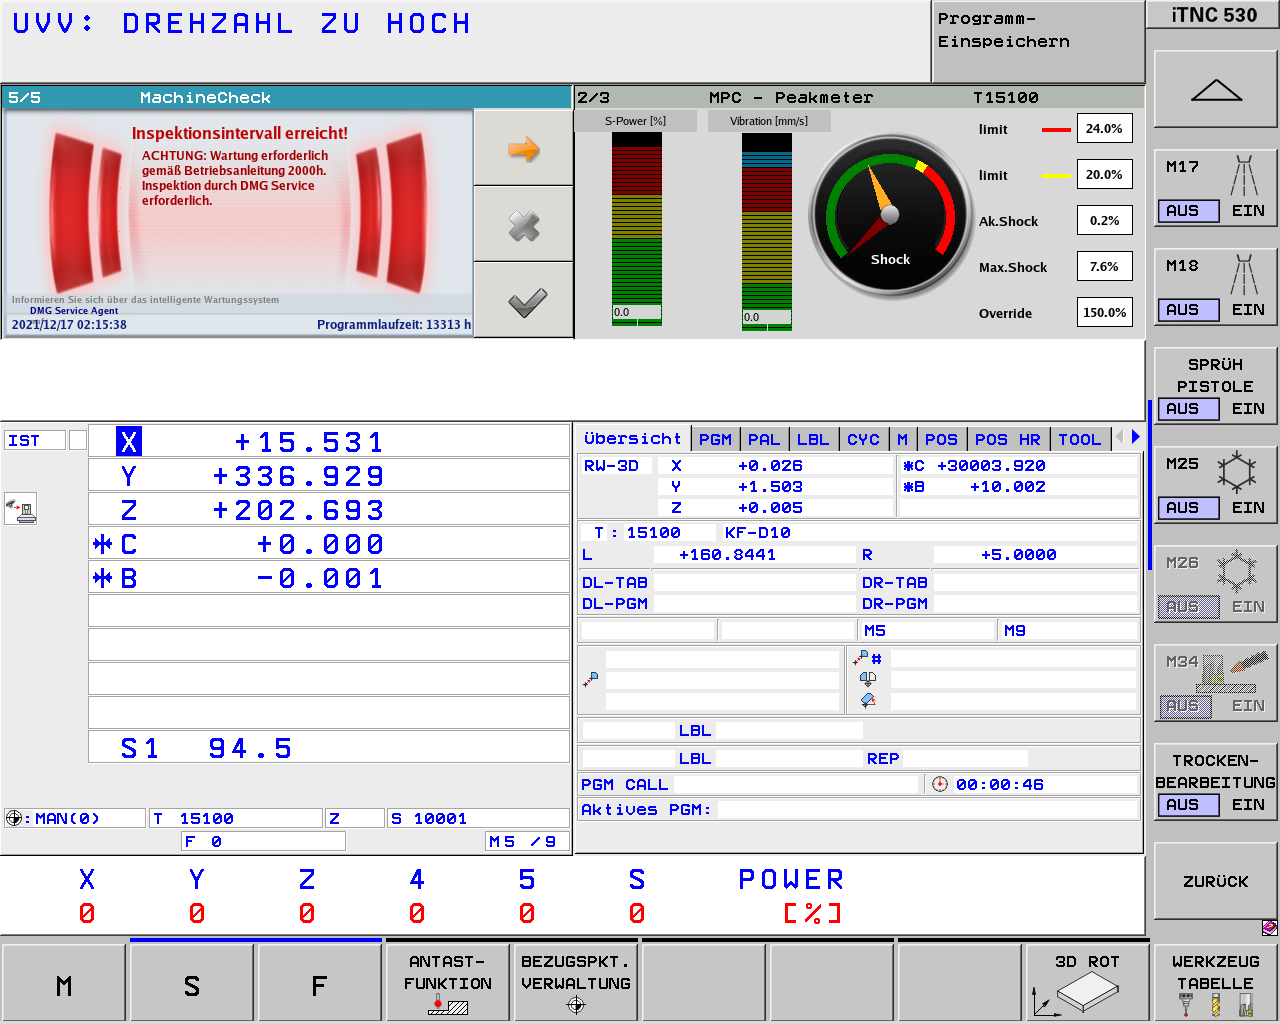 UVV: DREHZAHL ZU HOCH
Programm-
Einspeichern
iTNC 530
5/5 MachineCheck
2/3 MPC - Peakmeter T15100
Inspektionsintervall erreicht!
ACHTUNG: Wartung erforderlich
gemäß Betriebsanleitung 2000h.
Inspektion durch DMG Service
erforderlich.
Informieren Sie sich über das intelligente Wartungssystem
DMG Service Agent
2021/12/17 02:15:38 Programmlaufzeit: 13313 h
S-Power [%] Vibration [mm/s]
0.0 0.0
Shock
limit 24.0%
limit 20.0%
Ak.Shock 0.2%
Max.Shock 7.6%
Override 150.0%
M17
AUS EIN
M18
AUS EIN
SPRÜH
PISTOLE
AUS EIN
M25
AUS EIN
M26
AUS EIN
M34
AUS EIN
TROCKEN-
BEARBEITUNG
AUS EIN
ZURÜCK
IST
X +15.531
Y +336.929
Z +202.693
*C +0.000
*B -0.001
S1 94.5
:MAN(0) T 15100 Z S 10001
F 0 M5 /9
Übersicht PGM PAL LBL CYC M POS POS HR TOOL
RW-3D X +0.026 *C +30003.920
Y +1.503 *B +10.002
Z +0.005
T : 15100 KF-D10
L +160.8441 R +5.0000
DL-TAB DR-TAB
DL-PGM DR-PGM
M5 M9
#
LBL
LBL REP
PGM CALL 00:00:46
Aktives PGM:
X Y Z 4 5 S POWER
0 0 0 0 0 0 [%]
M S F
ANTAST-
FUNKTION
BEZUGSPKT.
VERWALTUNG
3D ROT
WERKZEUG
TABELLE